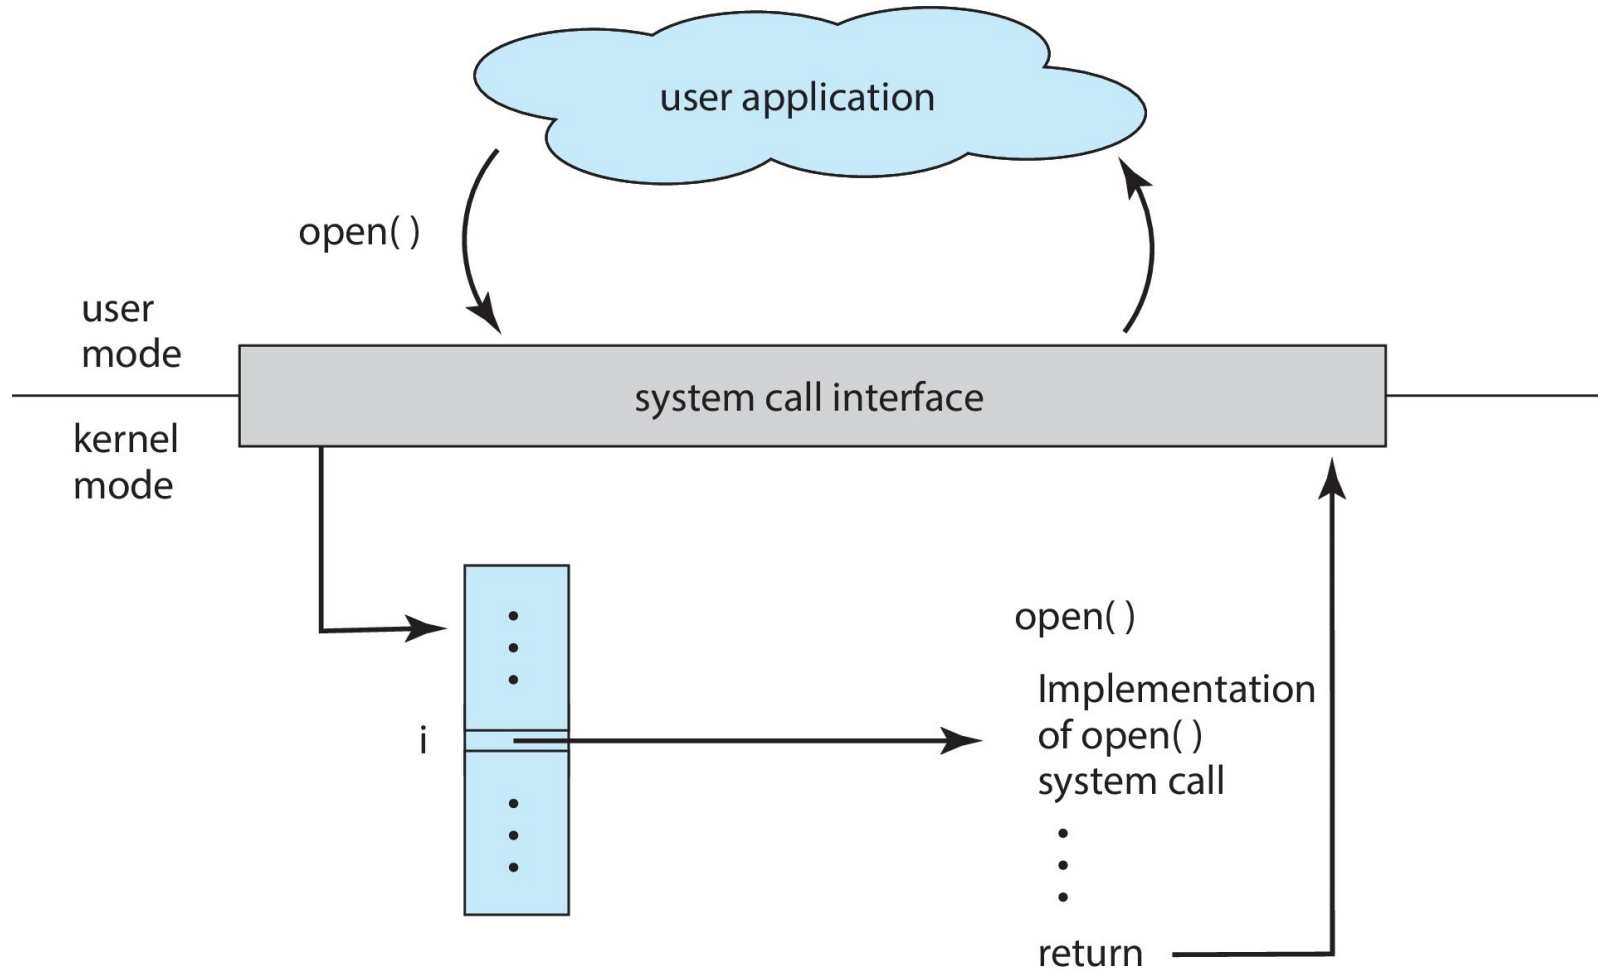 user application
open( )
user
mode
system call interface
kernel
mode
open( )
Implementation
of open( )
system call
i
return